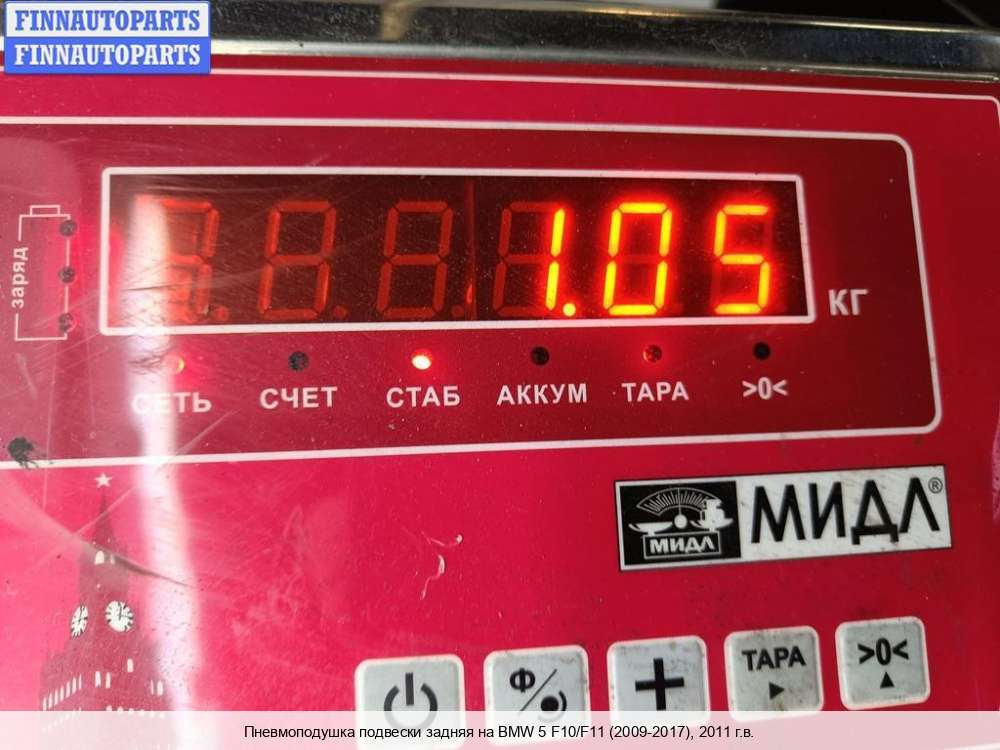 FINNAUTOPARTS
FINNAUTOPARTS
заряд
1.05
КГ
СЕТЬ СЧЕТ СТАБ АККУМ ТАРА >0<
МИДЛ МИДЛ®
Ф
+
ТАРА
>0<
Пневмоподушка подвески задняя на BMW 5 F10/F11 (2009-2017), 2011 г.в.